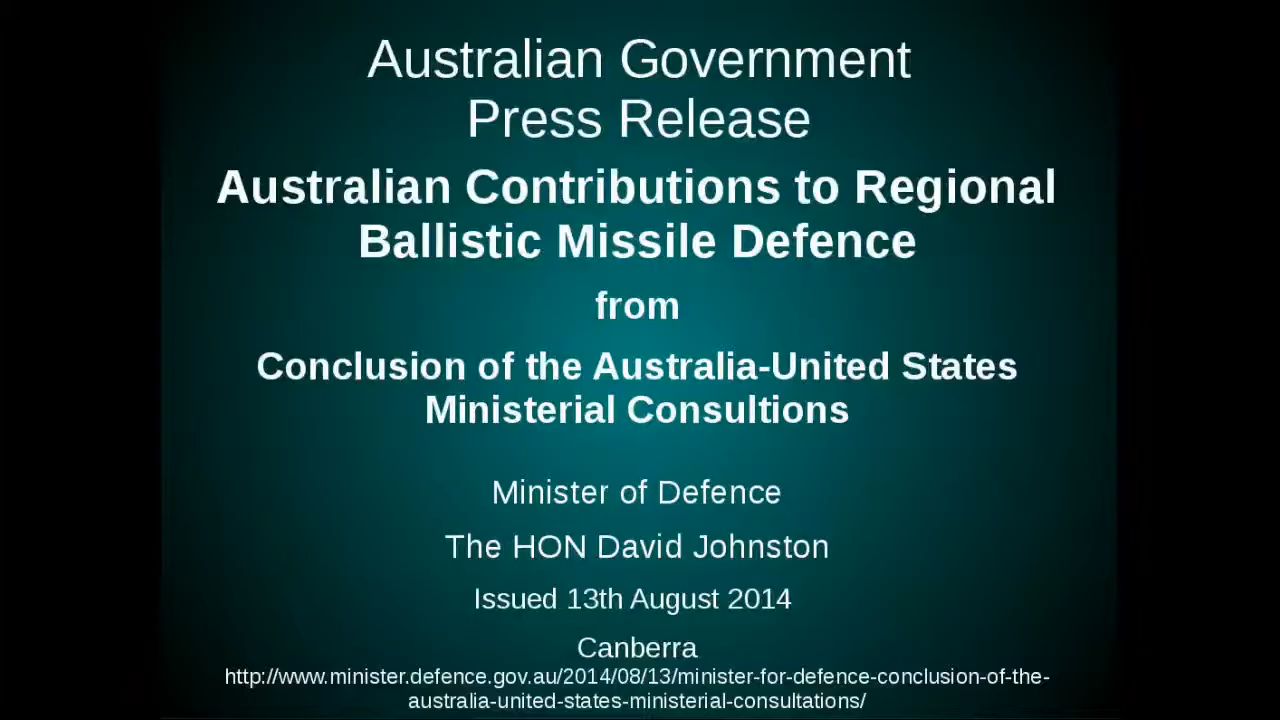 Australian Government
Press Release
Australian Contributions to Regional
Ballistic Missile Defence
from
Conclusion of the Australia-United States
Ministerial Consultions
Minister of Defence
The HON David Johnston
Issued 13th August 2014
Canberra
http://www.minister.defence.gov.au/2014/08/13/minister-for-defence-conclusion-of-the-
australia-united-states-ministerial-consultations/